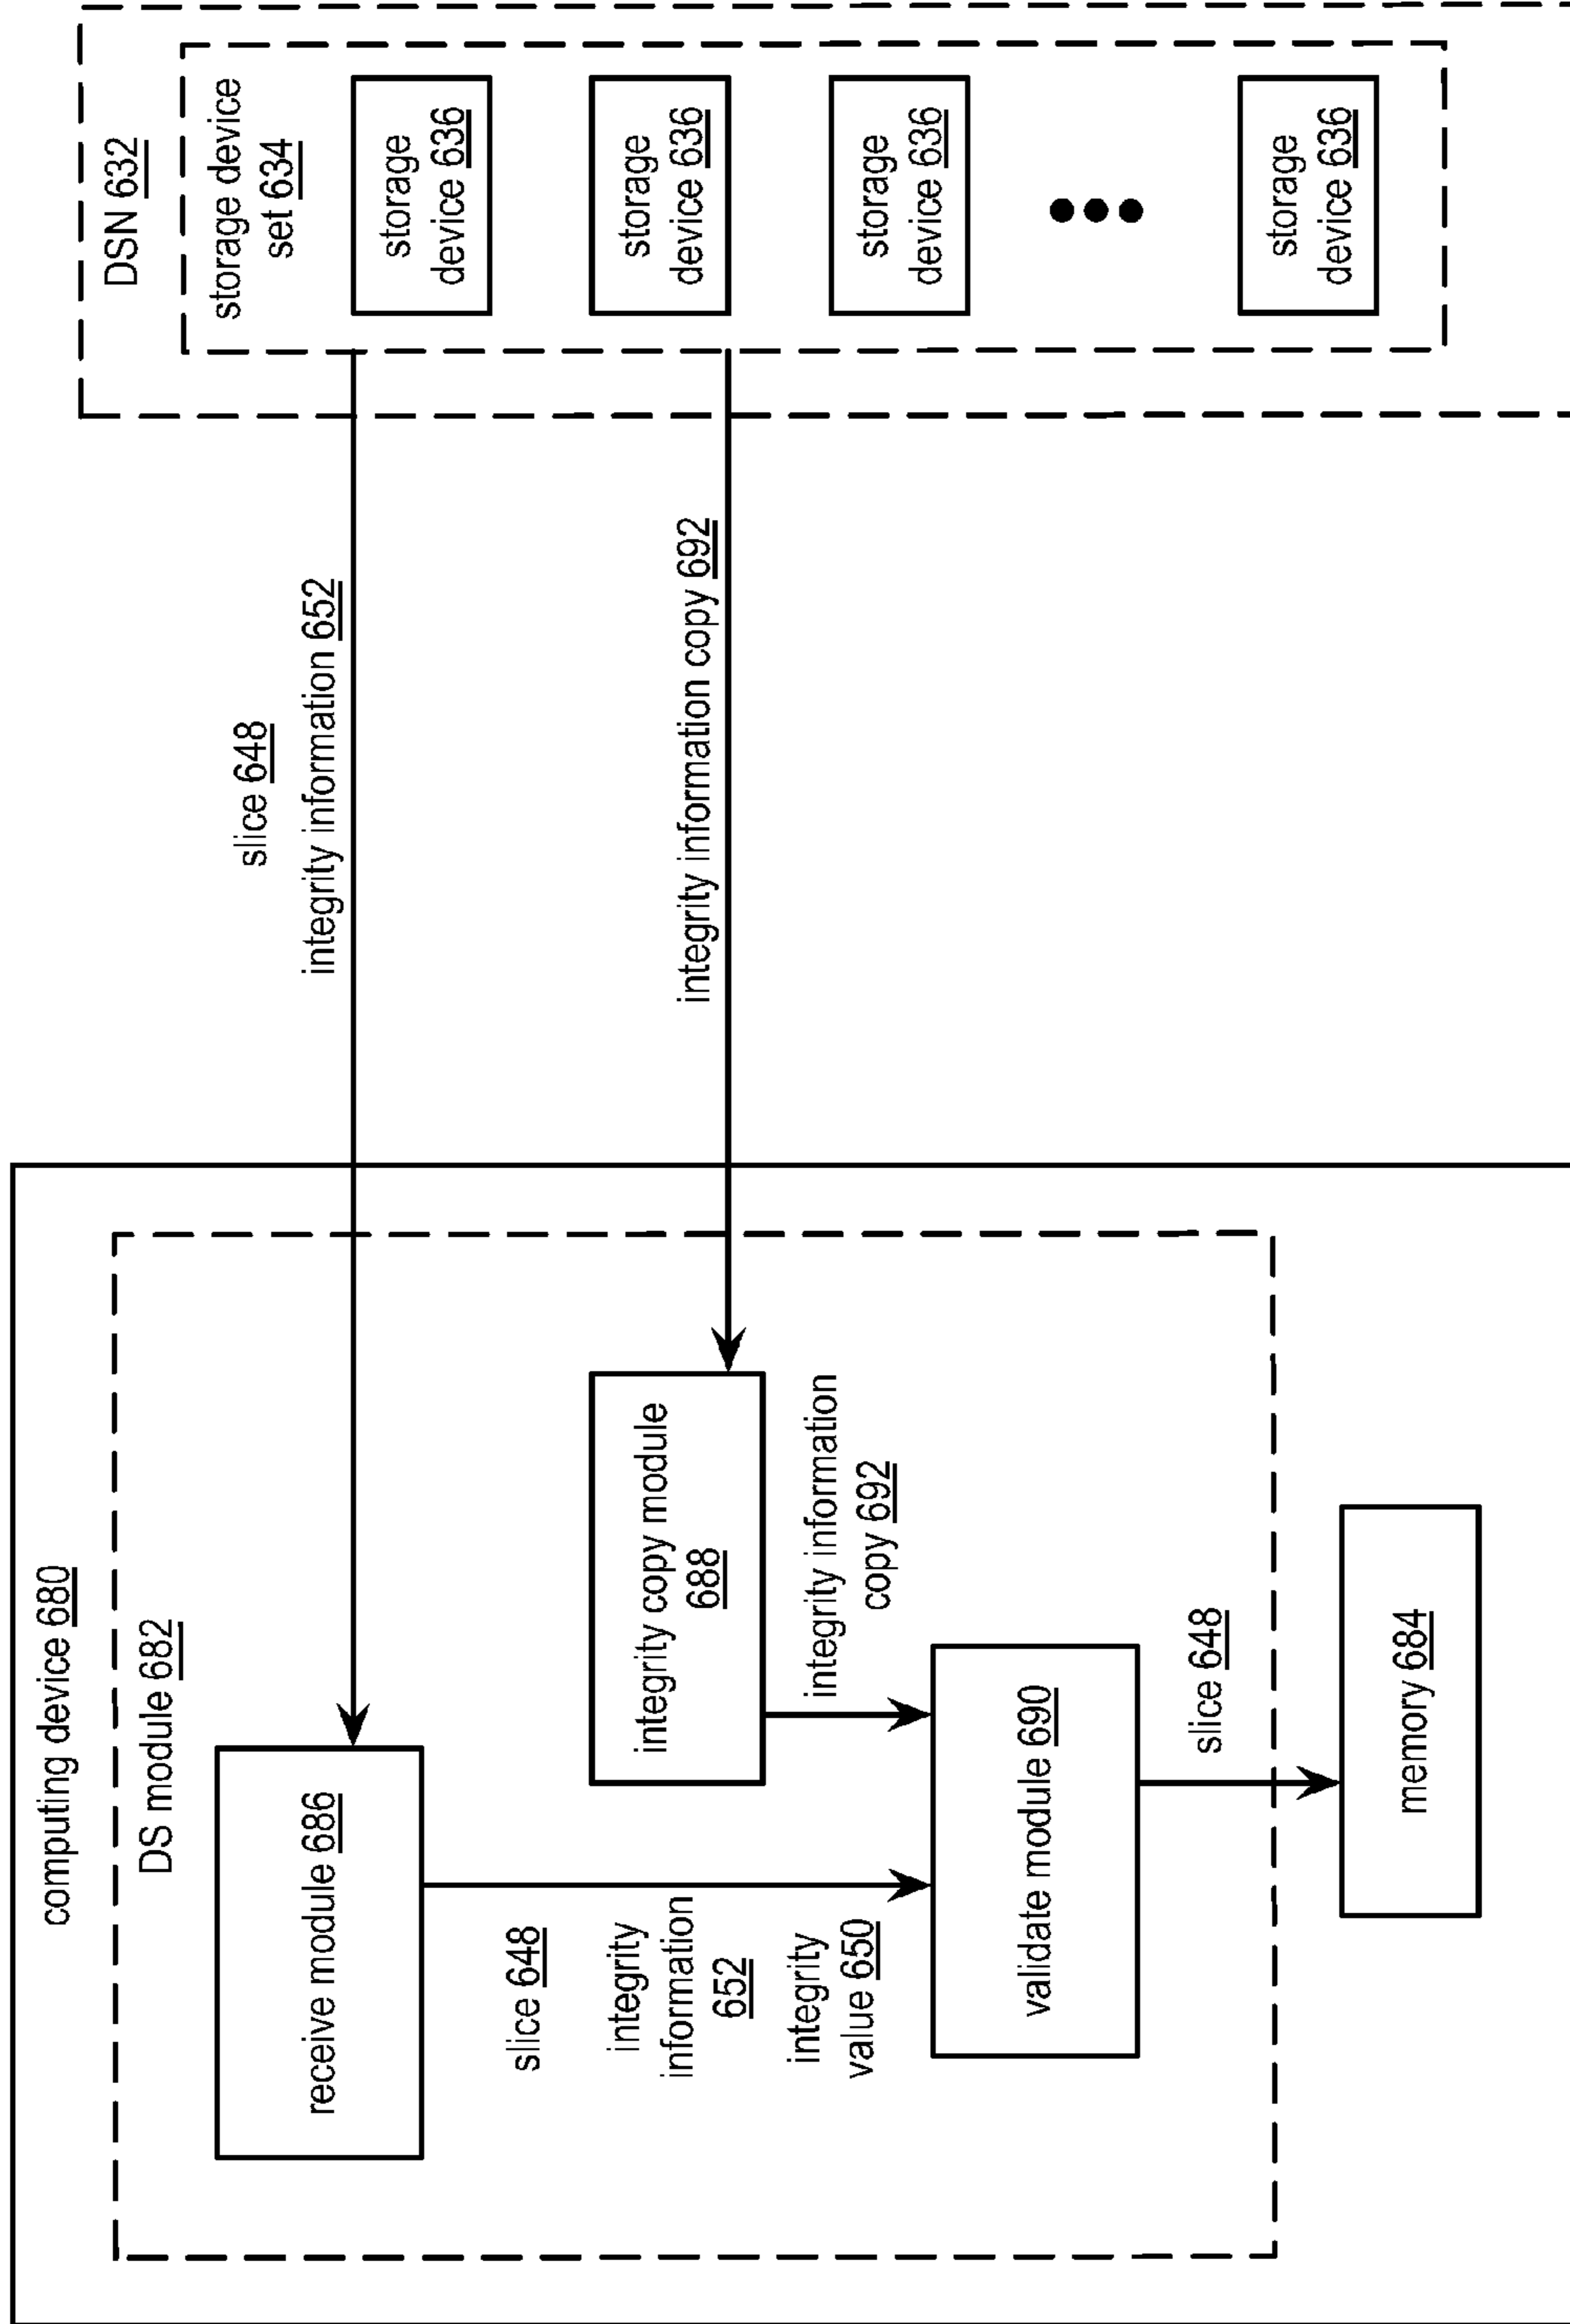 computing device 680
DS module 682
receive module 686
slice 648
integrity
information
652
integrity
value 650
integrity copy module
688
integrity information
copy 692
validate module 690
slice 648
memory 684
slice 648
integrity information 652
integrity information copy 692
DSN 632
storage device
set 634
storage
device 636
storage
device 636
storage
device 636
storage
device 636